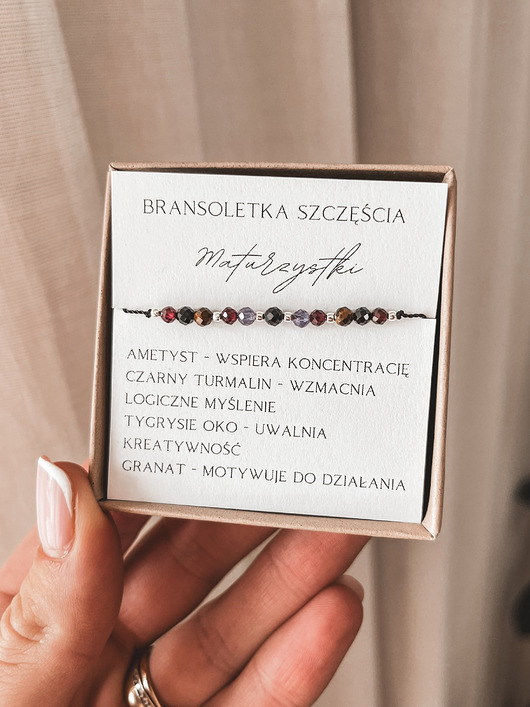 BRANSOLETKA SZCZĘŚCIA
Maturzystki
AMETYST - WSPIERA KONCENTRACJĘ
CZARNY TURMALIN - WZMACNIA
LOGICZNE MYŚLENIE
TYGRYSIE OKO - UWALNIA
KREATYWNOŚĆ
GRANAT - MOTYWUJE DO DZIAŁANIA